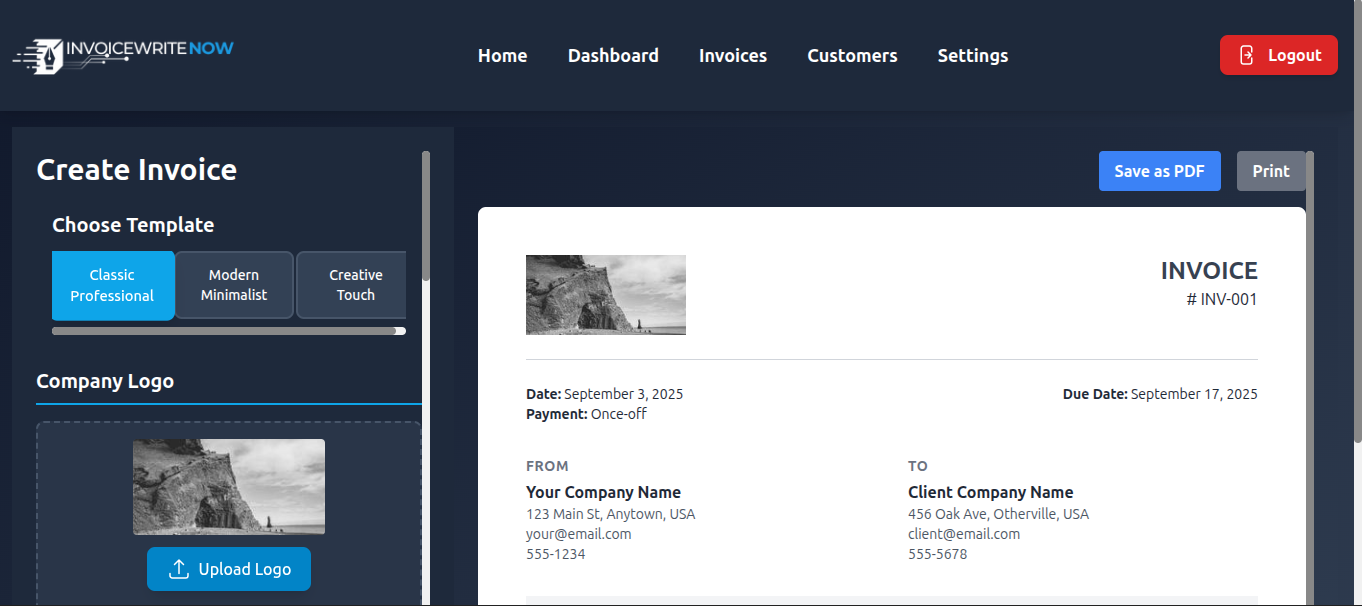 INVOICEWRITENOW
Home
Dashboard
Invoices
Customers
Settings
Logout
Create Invoice
Choose Template
Classic
Professional
Modern
Minimalist
Creative
Touch
Company Logo
Upload Logo
Save as PDF
Print
INVOICE
# INV-001
Date: September 3, 2025
Payment: Once-off
Due Date: September 17, 2025
FROM
Your Company Name
123 Main St, Anytown, USA
your@email.com
555-1234
TO
Client Company Name
456 Oak Ave, Otherville, USA
client@email.com
555-5678